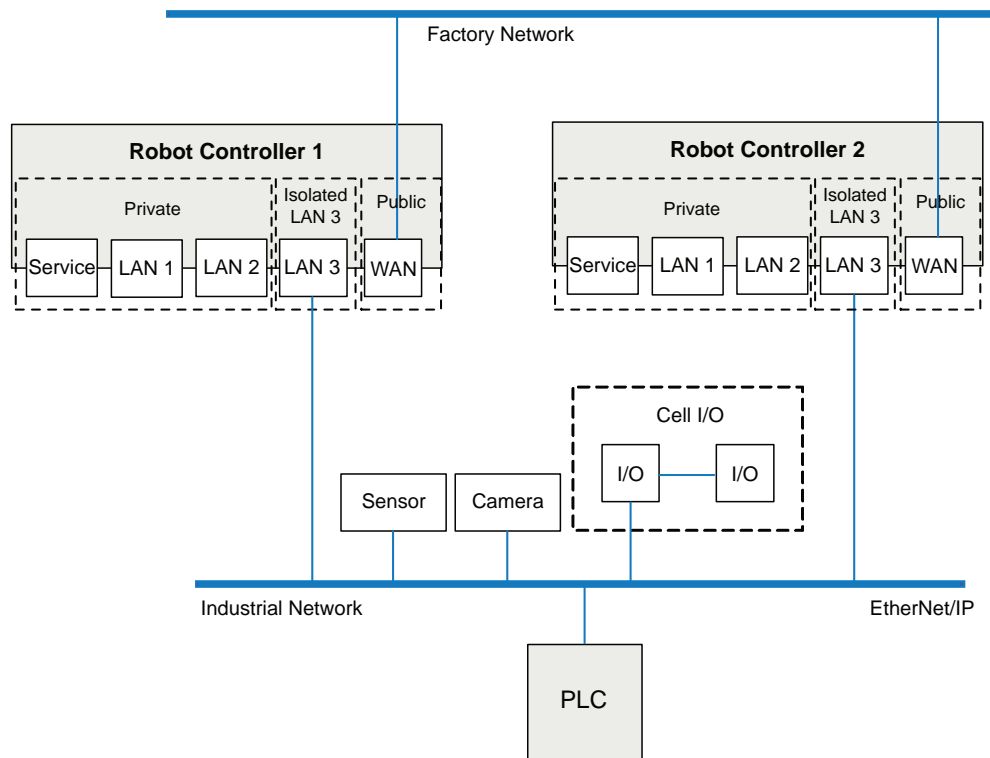 Factory Network
Robot Controller 1
Private
Isolated
LAN 3
Public
Service
LAN 1
LAN 2
LAN 3
WAN
Robot Controller 2
Private
Isolated
LAN 3
Public
Service
LAN 1
LAN 2
LAN 3
WAN
Cell I/O
I/O
I/O
Sensor
Camera
Industrial Network
EtherNet/IP
PLC